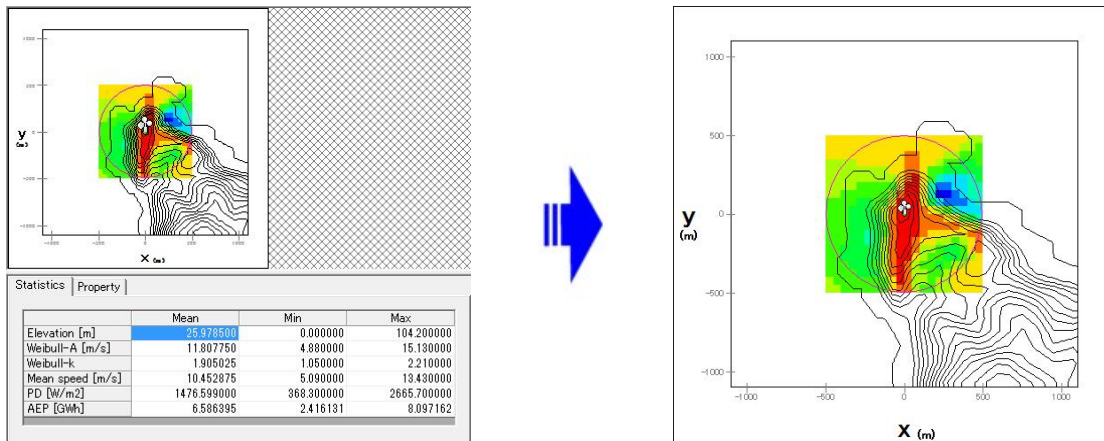 1000
500
y
(m)
0
-500
-1000
-1000
-500
0
500
1000
x (m)
Statistics
Property
Mean Min Max
Elevation [m] 25.978500 0.000000 104.200000
Weibull-A [m/s] 11.807750 4.880000 15.130000
Weibull-k 1.905025 1.050000 2.210000
Mean speed [m/s] 10.452875 5.090000 13.430000
PD [W/m2] 1476.599000 368.300000 2665.700000
AEP [GWh] 6.586395 2.416131 8.097162